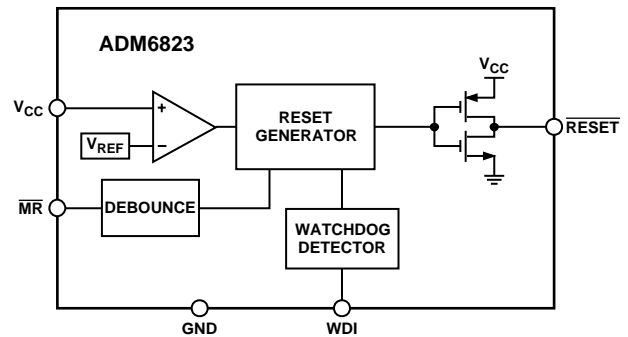 ADM6823
VCC
+
−
VREF
RESET
GENERATOR
VCC
RESET
MR
DEBOUNCE
WATCHDOG
DETECTOR
GND
WDI